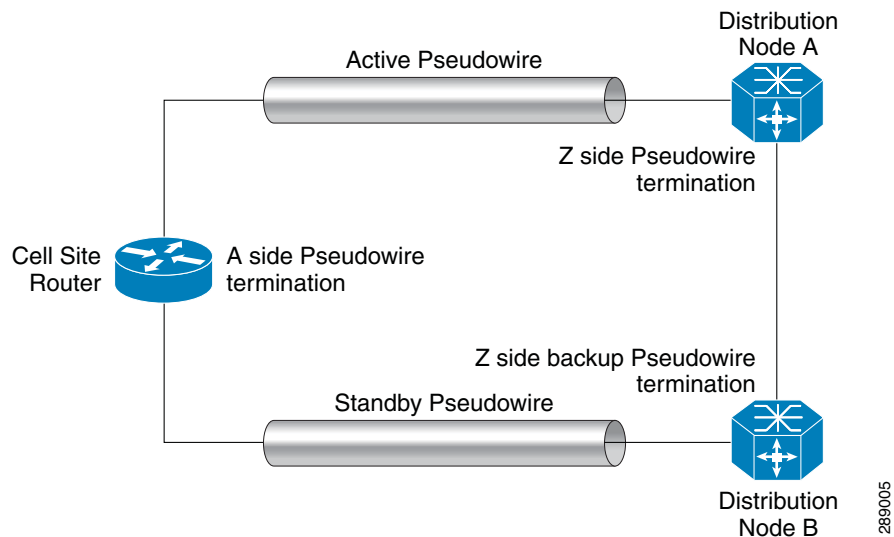 Distribution
Node A
Active Pseudowire
Z side Pseudowire
termination
Cell Site
Router
A side Pseudowire
termination
Z side backup Pseudowire
termination
Standby Pseudowire
Distribution
Node B
289005